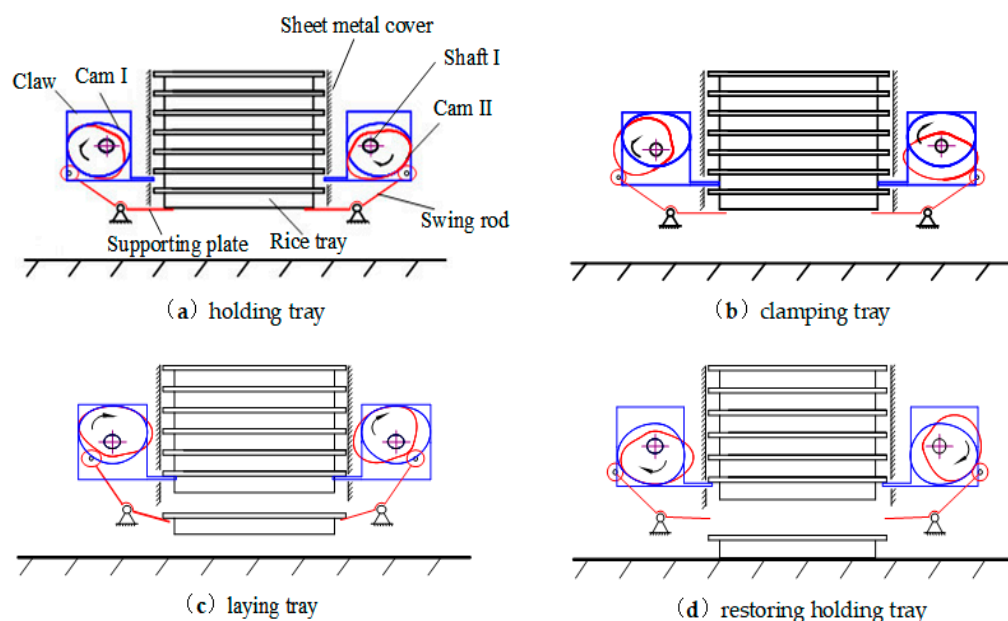 Sheet metal cover
Claw
Cam I
Shaft I
Cam II
Swing rod
Supporting plate
Rice tray
（a）holding tray
（b）clamping tray
（c）laying tray
（d）restoring holding tray